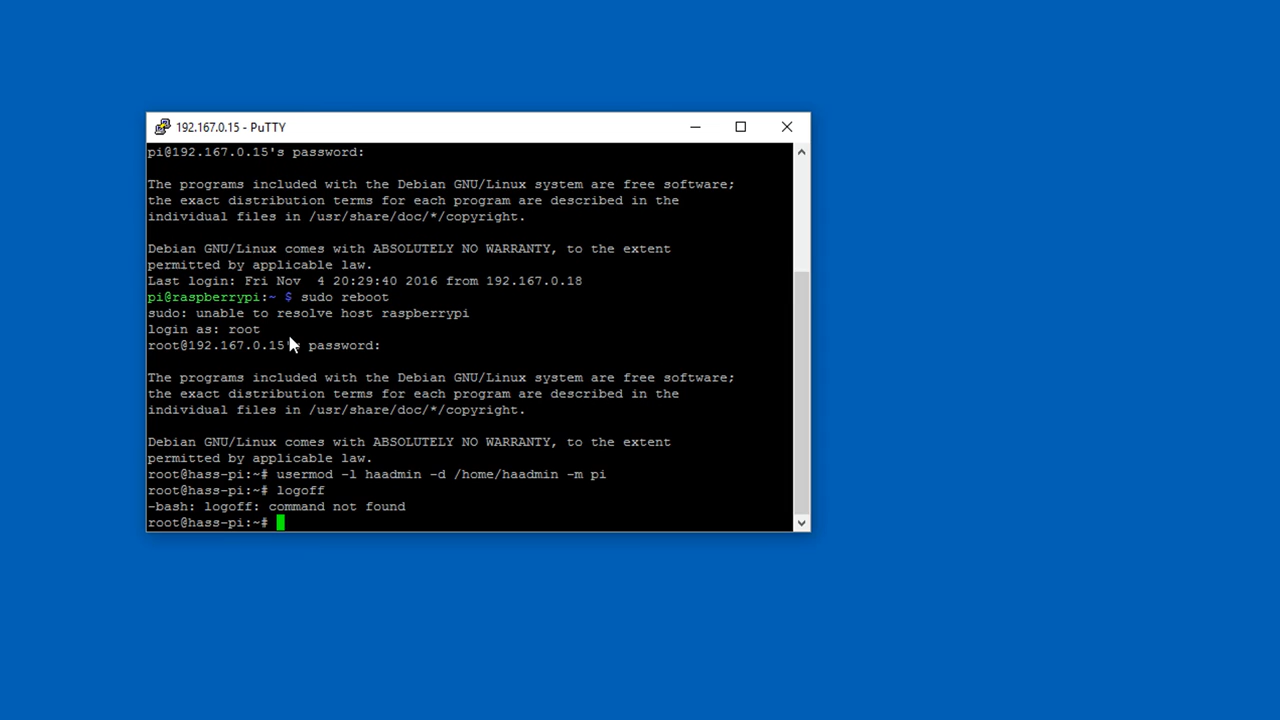 192.167.0.15 - PuTTY
pi@192.167.0.15's password:
The programs included with the Debian GNU/Linux system are free software;
the exact distribution terms for each program are described in the
individual files in /usr/share/doc/*/copyright.
Debian GNU/Linux comes with ABSOLUTELY NO WARRANTY, to the extent
permitted by applicable law.
Last login: Fri Nov  4 20:29:40 2016 from 192.167.0.18
pi@raspberrypi:~ $ sudo reboot
sudo: unable to resolve host raspberrypi
login as: root
root@192.167.0.15's password:
The programs included with the Debian GNU/Linux system are free software;
the exact distribution terms for each program are described in the
individual files in /usr/share/doc/*/copyright.
Debian GNU/Linux comes with ABSOLUTELY NO WARRANTY, to the extent
permitted by applicable law.
root@hass-pi:~# usermod -l haadmin -d /home/haadmin -m pi
root@hass-pi:~# logoff
-bash: logoff: command not found
root@hass-pi:~#